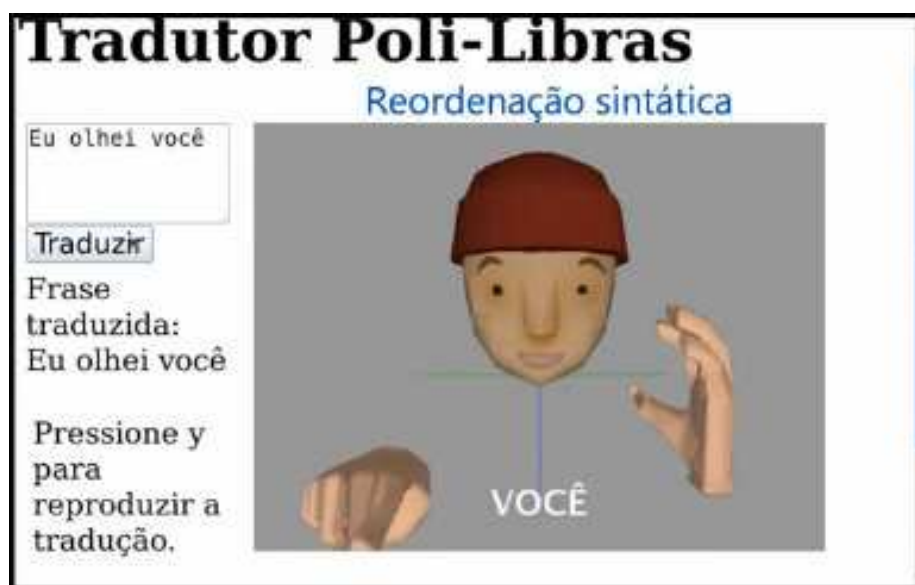 Tradutor Poli-Libras
Reordenação sintática
Eu olhei você
Traduzir
Frase
traduzida:
Eu olhei você
Pressione y
para
reproduzir a
tradução.
VOCÊ